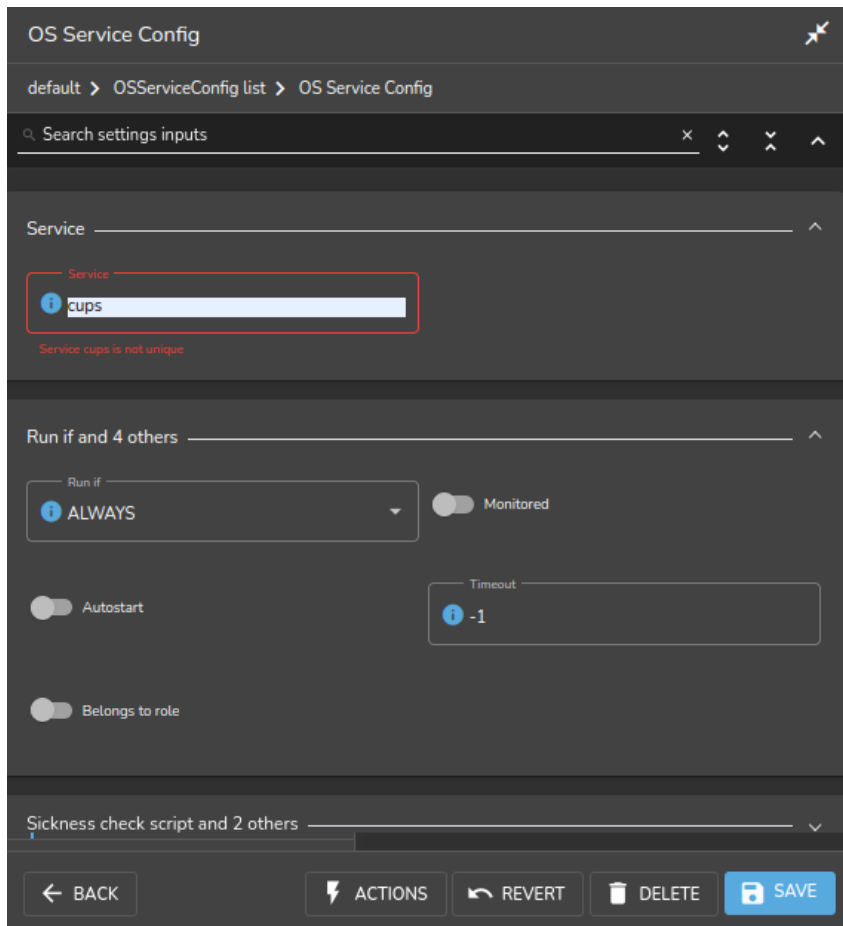 OS Service Config
default > OSServiceConfig list > OS Service Config
Search settings inputs
Service
Service
cups
Service cups is not unique
Run if and 4 others
Run if
ALWAYS
Monitored
Autostart
Timeout
-1
Belongs to role
Sickness check script and 2 others
BACK ACTIONS REVERT DELETE SAVE